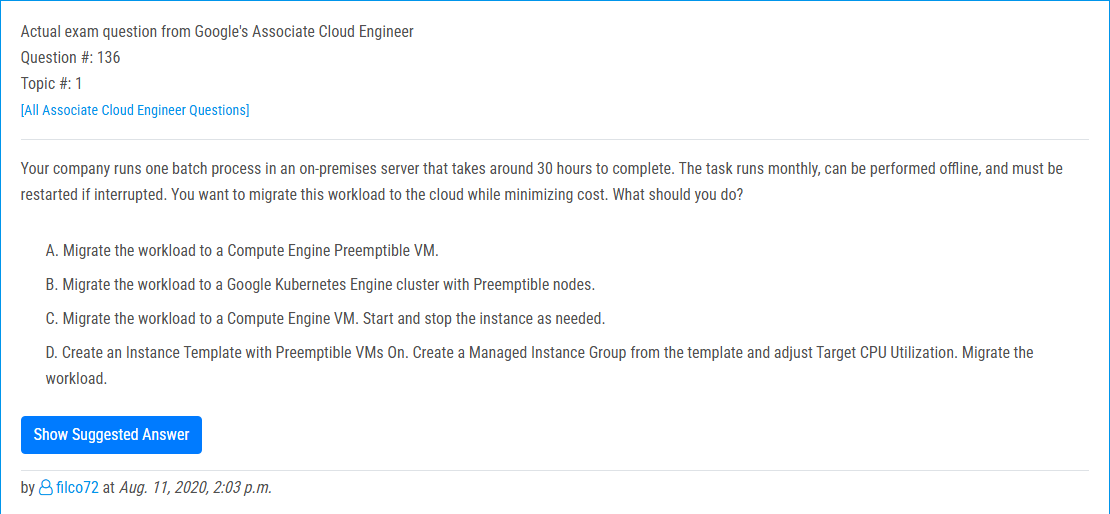 Actual exam question from Google's Associate Cloud Engineer
Question #: 136
Topic #: 1
[All Associate Cloud Engineer Questions]
Your company runs one batch process in an on-premises server that takes around 30 hours to complete. The task runs monthly, can be performed offline, and must be
restarted if interrupted. You want to migrate this workload to the cloud while minimizing cost. What should you do?
A. Migrate the workload to a Compute Engine Preemptible VM.
B. Migrate the workload to a Google Kubernetes Engine cluster with Preemptible nodes.
C. Migrate the workload to a Compute Engine VM. Start and stop the instance as needed.
D. Create an Instance Template with Preemptible VMs On. Create a Managed Instance Group from the template and adjust Target CPU Utilization. Migrate the
workload.
Show Suggested Answer
by filco72 at Aug. 11, 2020, 2:03 p.m.